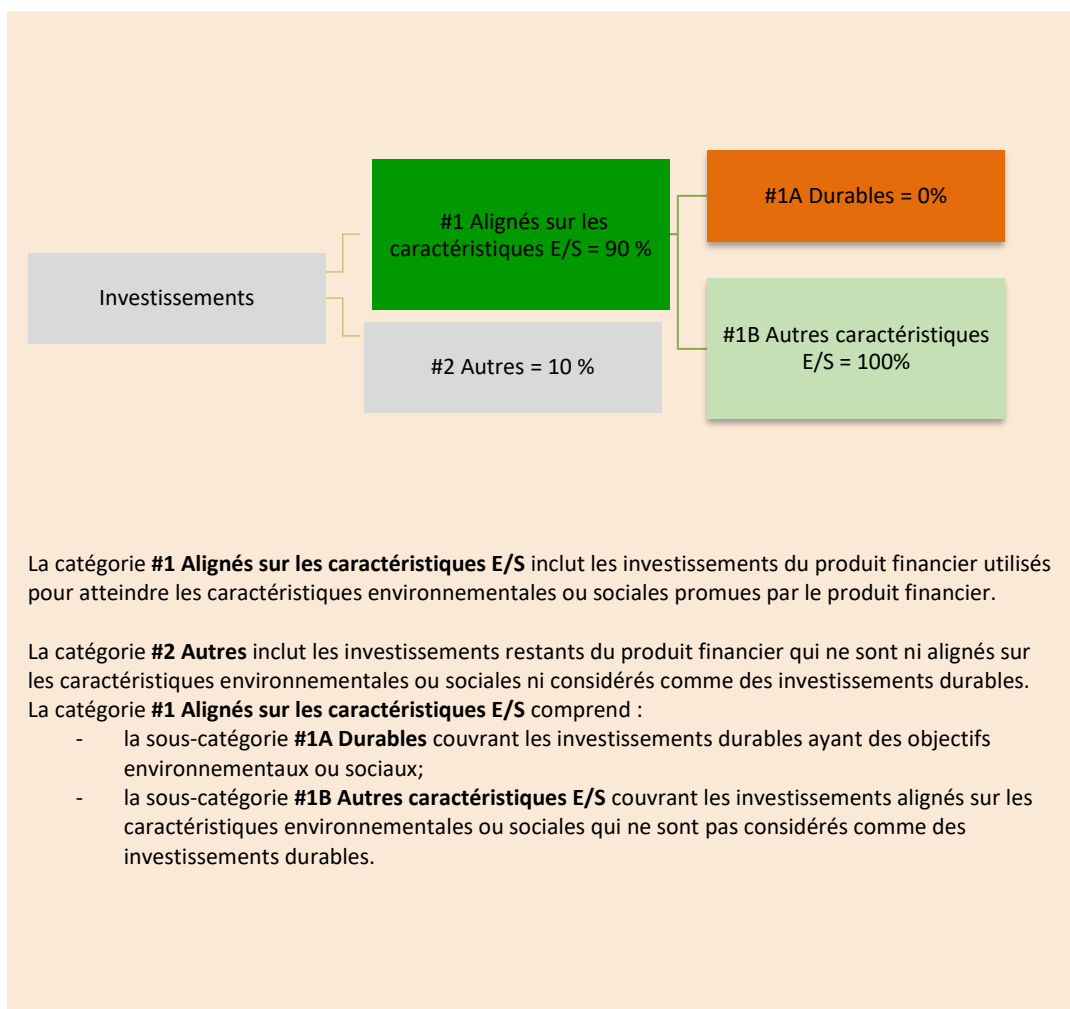 #1A Durables = 0%
#1 Alignés sur les
caractéristiques E/S = 90 %
Investissements
#1B Autres caractéristiques
E/S = 100%
#2 Autres = 10 %
La catégorie #1 Alignés sur les caractéristiques E/S inclut les investissements du produit financier utilisés
pour atteindre les caractéristiques environnementales ou sociales promues par le produit financier.
La catégorie #2 Autres inclut les investissements restants du produit financier qui ne sont ni alignés sur
les caractéristiques environnementales ou sociales ni considérés comme des investissements durables.
La catégorie #1 Alignés sur les caractéristiques E/S comprend :
- la sous-catégorie #1A Durables couvrant les investissements durables ayant des objectifs
environnementaux ou sociaux;
- la sous-catégorie #1B Autres caractéristiques E/S couvrant les investissements alignés sur les
caractéristiques environnementales ou sociales qui ne sont pas considérés comme des
investissements durables.